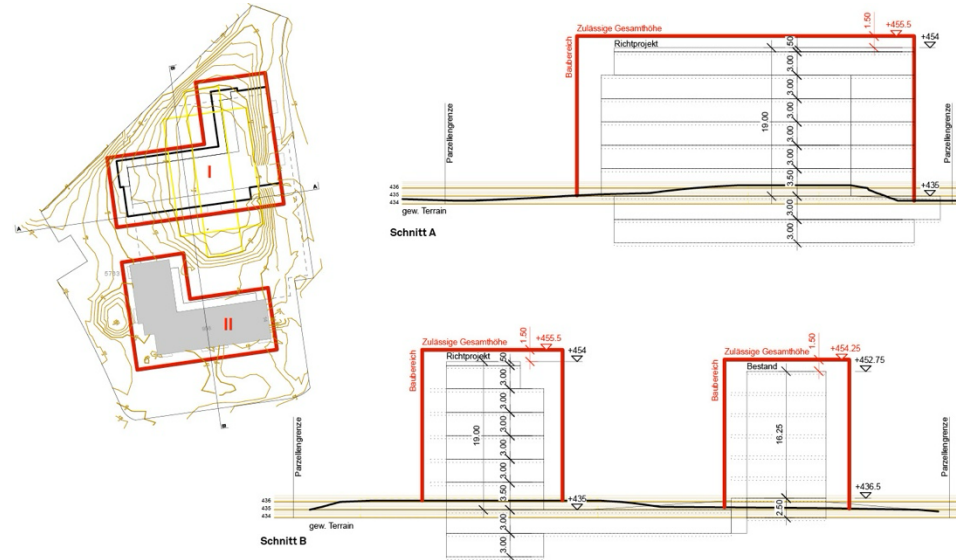 B
A
I
A
6783
II
B
1.50
Zulässige Gesamthöhe
+455.5
+454
Richtprojekt
.50
3.00
3.00
3.00
3.00
3.00
3.50
3.00
3.00
19.00
Baubereich
Parzellengrenze
Parzellengrenze
436
435
434
+435
gew. Terrain
Schnitt A
1.50
Zulässige Gesamthöhe
+455.5
+454
Richtprojekt
.50
3.00
3.00
3.00
3.00
3.00
3.50
3.00
3.00
19.00
Baubereich
1.50
Zulässige Gesamthöhe
+454.25
+452.75
Bestand
16.25
Baubereich
+436.5
2.50
Parzellengrenze
Parzellengrenze
436
435
434
+435
gew. Terrain
Schnitt B